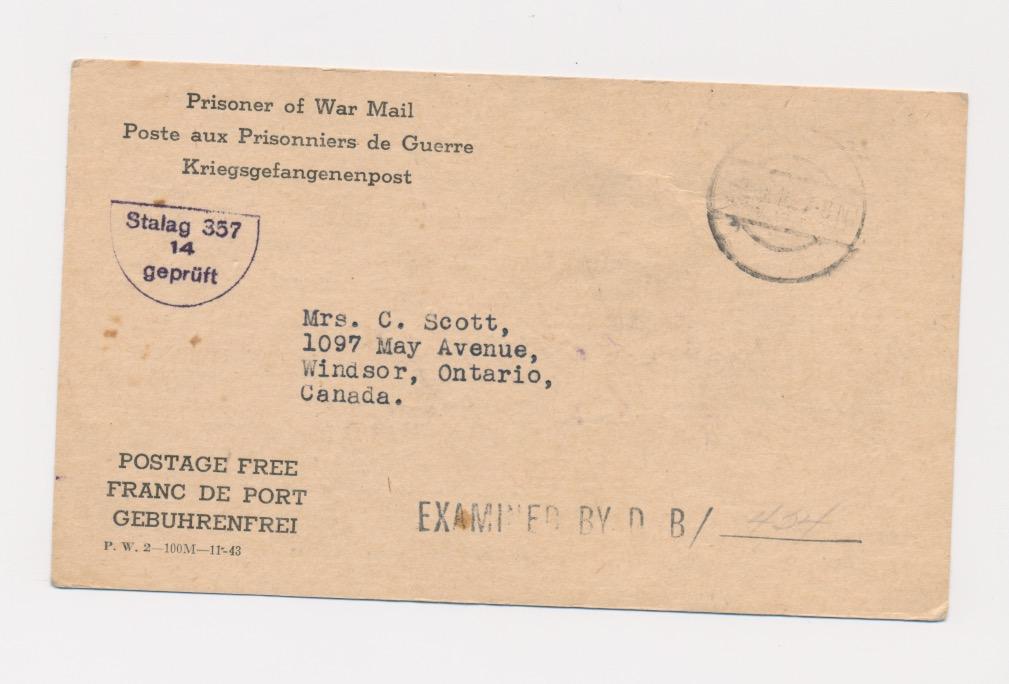 Prisoner of War Mail
Poste aux Prisonniers de Guerre
Kriegsgefangenenpost
Stalag 357
14
geprüft
Mrs. C. Scott,
1097 May Avenue,
Windsor, Ontario,
Canada.
POSTAGE FREE
FRANC DE PORT
GEBUHRENFREI
P. W. 2—100M—11-43
EXAMINED BY D B/ 454